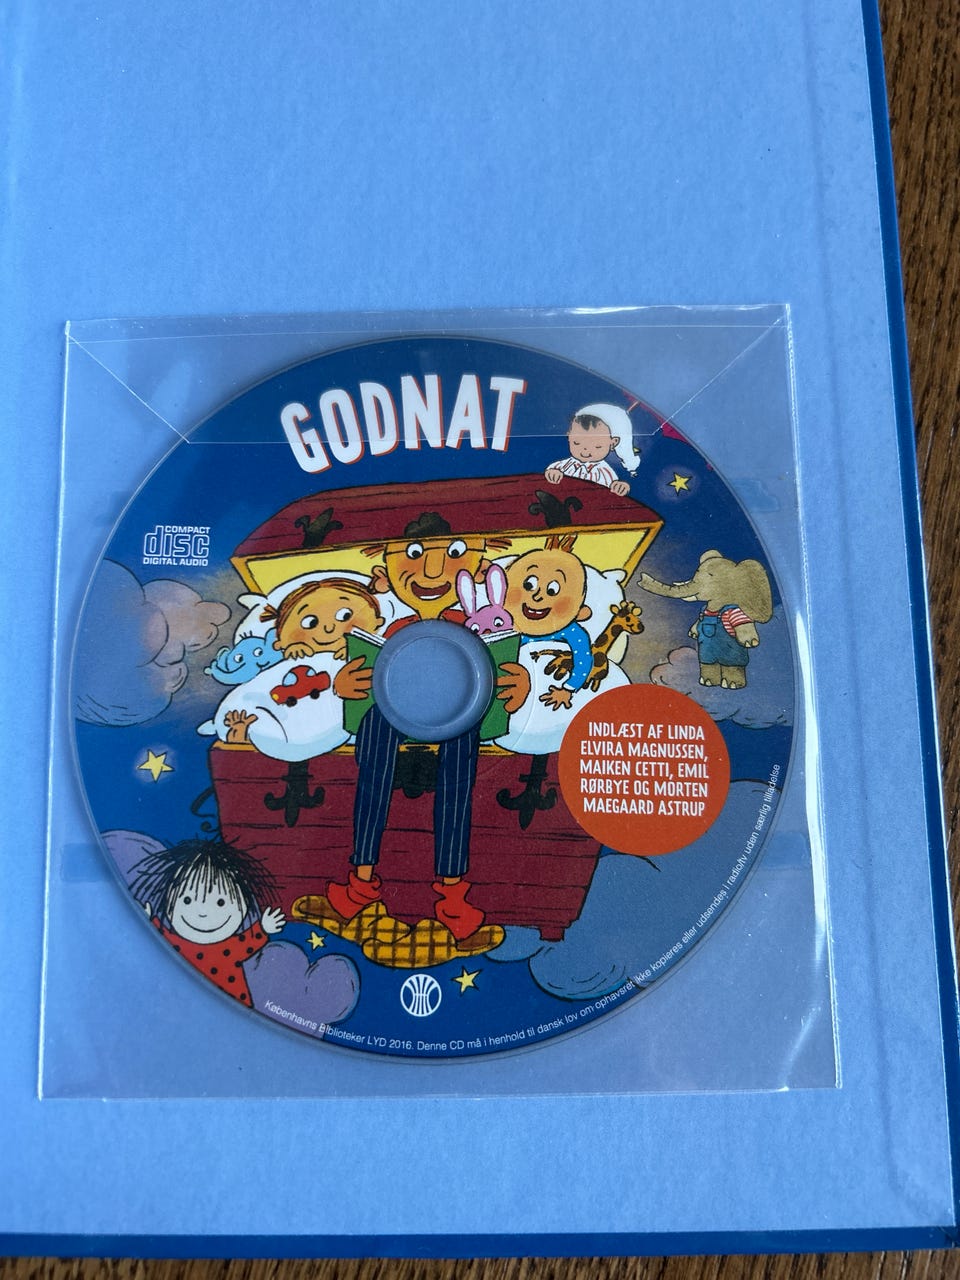 GODNAT
COMPACT
disc
DIGITAL AUDIO
INDLÆST AF LINDA
ELVIRA MAGNUSSEN,
MAIKEN CETTI, EMIL
RØRBYE OG MORTEN
MAEGAARD ASTRUP
Københavns Biblioteker LYD 2016. Denne CD må i henhold til dansk lov om ophavsret ikke kopieres eller udsendes i radio/tv uden særlig tilladelse